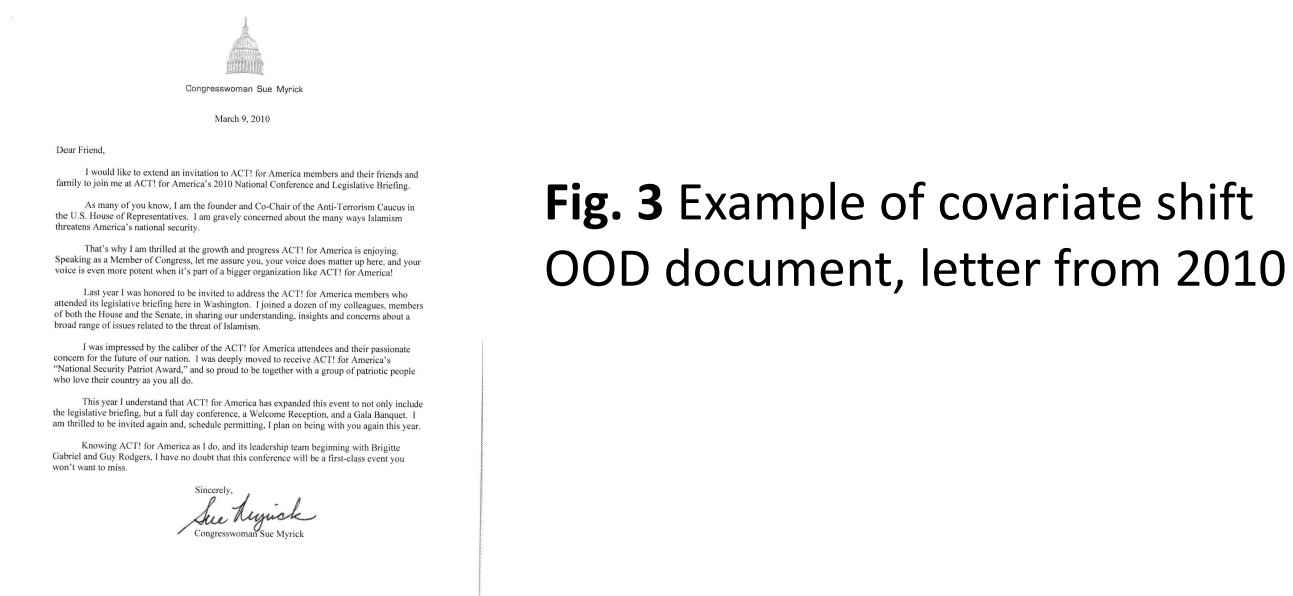 Congresswoman Sue Myrick
March 9, 2010
Dear Friend,
I would like to extend an invitation to ACT! for America members and their friends and
family to join me at ACT! for America's 2010 National Conference and Legislative Briefing.
As many of you know, I am the founder and Co-Chair of the Anti-Terrorism Caucus in
the U.S. House of Representatives. I am gravely concerned about the many ways Islamism
threatens America's national security.
That's why I am thrilled at the growth and progress ACT! for America is enjoying.
Speaking as a Member of Congress, let me assure you, your voice does matter up here, and your
voice is even more potent when it's part of a bigger organization like ACT! for America!
Last year I was honored to be invited to address the ACT! for America members who
attended its legislative briefing here in Washington. I joined a dozen of my colleagues, members
of both the House and the Senate, in sharing our understanding, insights and concerns about a
broad range of issues related to the threat of Islamism.
I was impressed by the caliber of the ACT! for America attendees and their passionate
concern for the future of our nation. I was deeply moved to receive ACT! for America's
"National Security Patriot Award," and so proud to be together with a group of patriotic people
who love their country as you all do.
This year I understand that ACT! for America has expanded this event to not only include
the legislative briefing, but a full day conference, a Welcome Reception, and a Gala Banquet. I
am thrilled to be invited again and, schedule permitting, I plan on being with you again this year.
Knowing ACT! for America as I do, and its leadership team beginning with Brigitte
Gabriel and Guy Rodgers, I have no doubt that this conference will be a first-class event you
won't want to miss.
Sincerely,
Sue Myrick
Congresswoman Sue Myrick
Fig. 3 Example of covariate shift
OOD document, letter from 2010